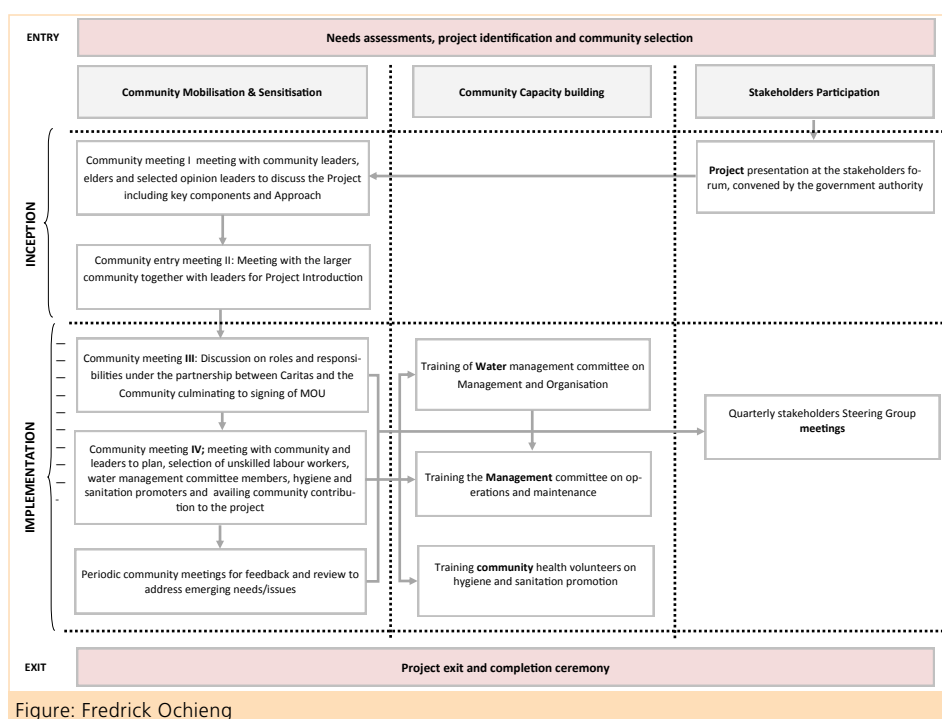 ENTRY
Needs assessments, project identification and community selection
Community Mobilisation & Sensitisation
Community Capacity building
Stakeholders Participation
INCEPTION
Community meeting I meeting with community leaders,
elders and selected opinion leaders to discuss the Project
including key components and Approach
Project presentation at the stakeholders fo-
rum, convened by the government authority
Community entry meeting II: Meeting with the larger
community together with leaders for Project Introduction
IMPLEMENTATION
Community meeting III: Discussion on roles and responsi-
bilities under the partnership between Caritas and the
Community culminating to signing of MOU
Training of Water management committee on
Management and Organisation
Quarterly stakeholders Steering Group
meetings
Community meeting IV; meeting with community and
leaders to plan, selection of unskilled labour workers,
water management committee members, hygiene and
sanitation promoters and availing community contribu-
tion to the project
Training the Management committee on op-
erations and maintenance
Periodic community meetings for feedback and review to
address emerging needs/issues
Training community health volunteers on
hygiene and sanitation promotion
EXIT
Project exit and completion ceremony
Figure: Fredrick Ochieng